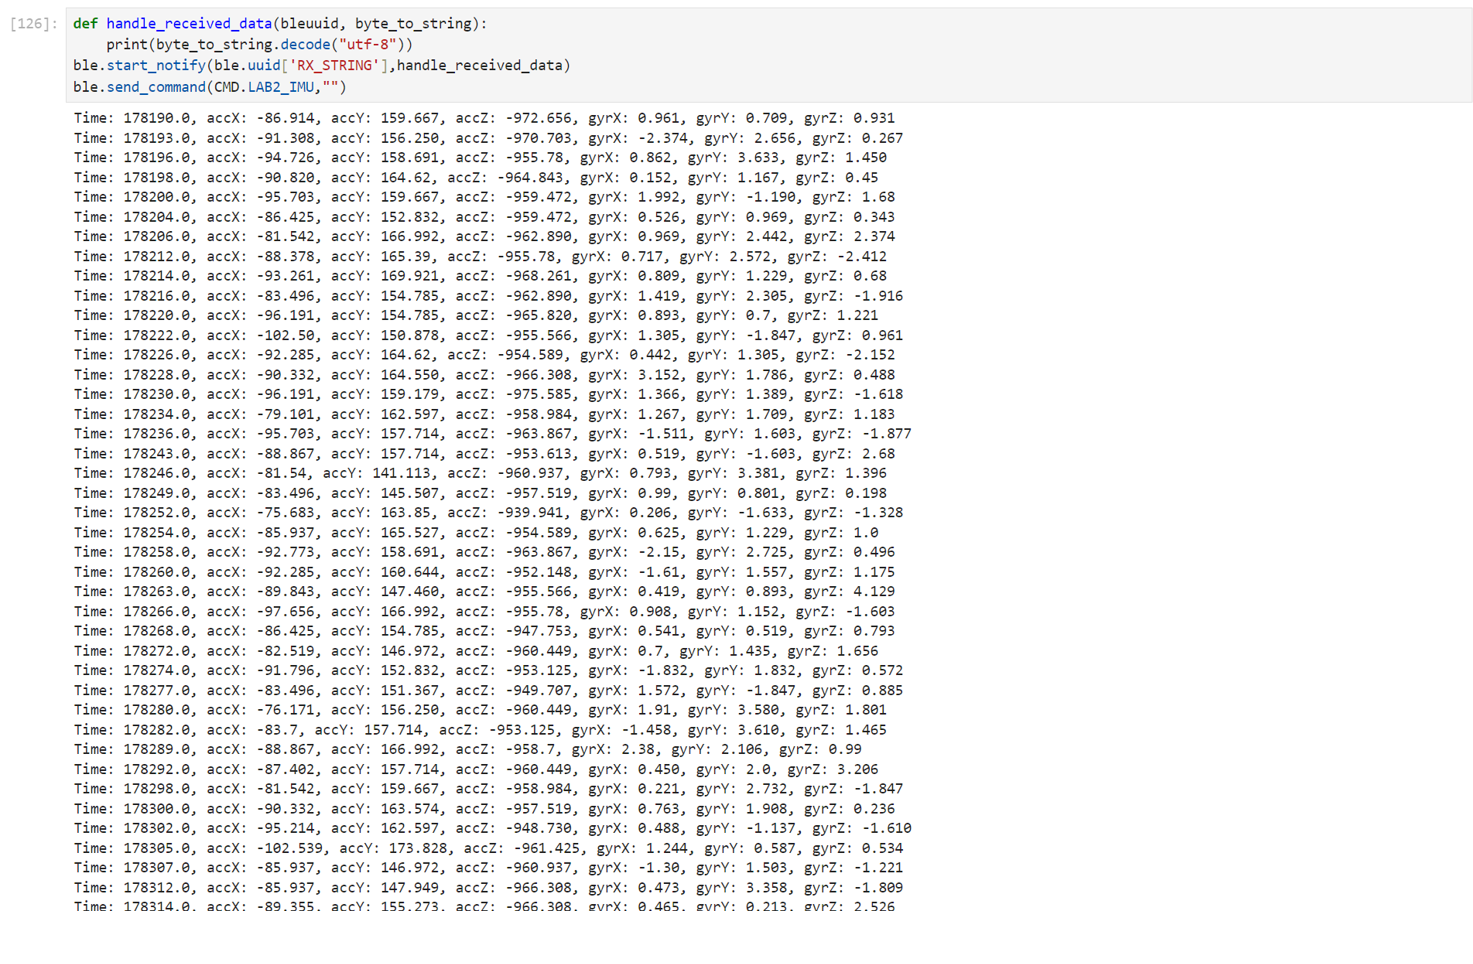 [126]: def handle_received_data(bleuuid, byte_to_string):
print(byte_to_string.decode("utf-8"))
ble.start_notify(ble.uuid['RX_STRING'],handle_received_data)
ble.send_command(CMD.LAB2_IMU,"")
Time: 178190.0, accX: -86.914, accY: 159.667, accZ: -972.656, gyrX: 0.961, gyrY: 0.709, gyrZ: 0.931
Time: 178193.0, accX: -91.308, accY: 156.250, accZ: -970.703, gyrX: -2.374, gyrY: 2.656, gyrZ: 0.267
Time: 178196.0, accX: -94.726, accY: 158.691, accZ: -955.78, gyrX: 0.862, gyrY: 3.633, gyrZ: 1.450
Time: 178198.0, accX: -90.820, accY: 164.62, accZ: -964.843, gyrX: 0.152, gyrY: 1.167, gyrZ: 0.45
Time: 178200.0, accX: -95.703, accY: 159.667, accZ: -959.472, gyrX: 1.992, gyrY: -1.190, gyrZ: 1.68
Time: 178204.0, accX: -86.425, accY: 152.832, accZ: -959.472, gyrX: 0.526, gyrY: 0.969, gyrZ: 0.343
Time: 178206.0, accX: -81.542, accY: 166.992, accZ: -962.890, gyrX: 0.969, gyrY: 2.442, gyrZ: 2.374
Time: 178212.0, accX: -88.378, accY: 165.39, accZ: -955.78, gyrX: 0.717, gyrY: 2.572, gyrZ: -2.412
Time: 178214.0, accX: -93.261, accY: 169.921, accZ: -968.261, gyrX: 0.809, gyrY: 1.229, gyrZ: 0.68
Time: 178216.0, accX: -83.496, accY: 154.785, accZ: -962.890, gyrX: 1.419, gyrY: 2.305, gyrZ: -1.916
Time: 178220.0, accX: -96.191, accY: 154.785, accZ: -965.820, gyrX: 0.893, gyrY: 0.7, gyrZ: 1.221
Time: 178222.0, accX: -102.50, accY: 150.878, accZ: -955.566, gyrX: 1.305, gyrY: -1.847, gyrZ: 0.961
Time: 178226.0, accX: -92.285, accY: 164.62, accZ: -954.589, gyrX: 0.442, gyrY: 1.305, gyrZ: -2.152
Time: 178228.0, accX: -90.332, accY: 164.550, accZ: -966.308, gyrX: 3.152, gyrY: 1.786, gyrZ: 0.488
Time: 178230.0, accX: -96.191, accY: 159.179, accZ: -975.585, gyrX: 1.366, gyrY: 1.389, gyrZ: -1.618
Time: 178234.0, accX: -79.101, accY: 162.597, accZ: -958.984, gyrX: 1.267, gyrY: 1.709, gyrZ: 1.183
Time: 178236.0, accX: -95.703, accY: 157.714, accZ: -963.867, gyrX: -1.511, gyrY: 1.603, gyrZ: -1.877
Time: 178243.0, accX: -88.867, accY: 157.714, accZ: -953.613, gyrX: 0.519, gyrY: -1.603, gyrZ: 2.68
Time: 178246.0, accX: -81.54, accY: 141.113, accZ: -960.937, gyrX: 0.793, gyrY: 3.381, gyrZ: 1.396
Time: 178249.0, accX: -83.496, accY: 145.507, accZ: -957.519, gyrX: 0.99, gyrY: 0.801, gyrZ: 0.198
Time: 178252.0, accX: -75.683, accY: 163.85, accZ: -939.941, gyrX: 0.206, gyrY: -1.633, gyrZ: -1.328
Time: 178254.0, accX: -85.937, accY: 165.527, accZ: -954.589, gyrX: 0.625, gyrY: 1.229, gyrZ: 1.0
Time: 178258.0, accX: -92.773, accY: 158.691, accZ: -963.867, gyrX: -2.15, gyrY: 2.725, gyrZ: 0.496
Time: 178260.0, accX: -92.285, accY: 160.644, accZ: -952.148, gyrX: -1.61, gyrY: 1.557, gyrZ: 1.175
Time: 178263.0, accX: -89.843, accY: 147.460, accZ: -955.566, gyrX: 0.419, gyrY: 0.893, gyrZ: 4.129
Time: 178266.0, accX: -97.656, accY: 166.992, accZ: -955.78, gyrX: 0.908, gyrY: 1.152, gyrZ: -1.603
Time: 178268.0, accX: -86.425, accY: 154.785, accZ: -947.753, gyrX: 0.541, gyrY: 0.519, gyrZ: 0.793
Time: 178272.0, accX: -82.519, accY: 146.972, accZ: -960.449, gyrX: 0.7, gyrY: 1.435, gyrZ: 1.656
Time: 178274.0, accX: -91.796, accY: 152.832, accZ: -953.125, gyrX: -1.832, gyrY: 1.832, gyrZ: 0.572
Time: 178277.0, accX: -83.496, accY: 151.367, accZ: -949.707, gyrX: 1.572, gyrY: -1.847, gyrZ: 0.885
Time: 178280.0, accX: -76.171, accY: 156.250, accZ: -960.449, gyrX: 1.91, gyrY: 3.580, gyrZ: 1.801
Time: 178282.0, accX: -83.7, accY: 157.714, accZ: -953.125, gyrX: -1.458, gyrY: 3.610, gyrZ: 1.465
Time: 178289.0, accX: -88.867, accY: 166.992, accZ: -958.7, gyrX: 2.38, gyrY: 2.106, gyrZ: 0.99
Time: 178292.0, accX: -87.402, accY: 157.714, accZ: -960.449, gyrX: 0.450, gyrY: 2.0, gyrZ: 3.206
Time: 178298.0, accX: -81.542, accY: 159.667, accZ: -958.984, gyrX: 0.221, gyrY: 2.732, gyrZ: -1.847
Time: 178300.0, accX: -90.332, accY: 163.574, accZ: -957.519, gyrX: 0.763, gyrY: 1.908, gyrZ: 0.236
Time: 178302.0, accX: -95.214, accY: 162.597, accZ: -948.730, gyrX: 0.488, gyrY: -1.137, gyrZ: -1.610
Time: 178305.0, accX: -102.539, accY: 173.828, accZ: -961.425, gyrX: 1.244, gyrY: 0.587, gyrZ: 0.534
Time: 178307.0, accX: -85.937, accY: 146.972, accZ: -960.937, gyrX: -1.30, gyrY: 1.503, gyrZ: -1.221
Time: 178312.0, accX: -85.937, accY: 147.949, accZ: -966.308, gyrX: 0.473, gyrY: 3.358, gyrZ: -1.809
Time: 178314.0, accX: -89.355, accY: 155.273, accZ: -966.308, gyrX: 0.465, gyrY: 0.213, gyrZ: 2.526